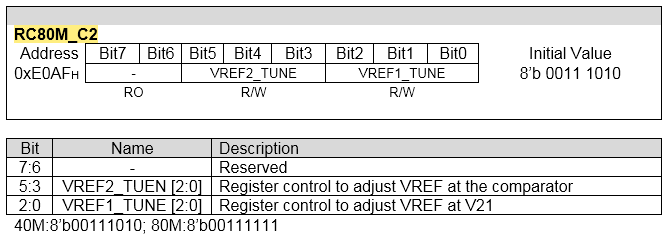 RC80M_C2
Address Bit7 Bit6 Bit5 Bit4 Bit3 Bit2 Bit1 Bit0 Initial Value
0xE0AFH - VREF2_TUNE VREF1_TUNE 8'b 0011 1010
RO R/W R/W
Bit Name Description
7:6 - Reserved
5:3 VREF2_TUEN [2:0] Register control to adjust VREF at the comparator
2:0 VREF1_TUNE [2:0] Register control to adjust VREF at V21
40M:8'b00111010; 80M:8'b00111111